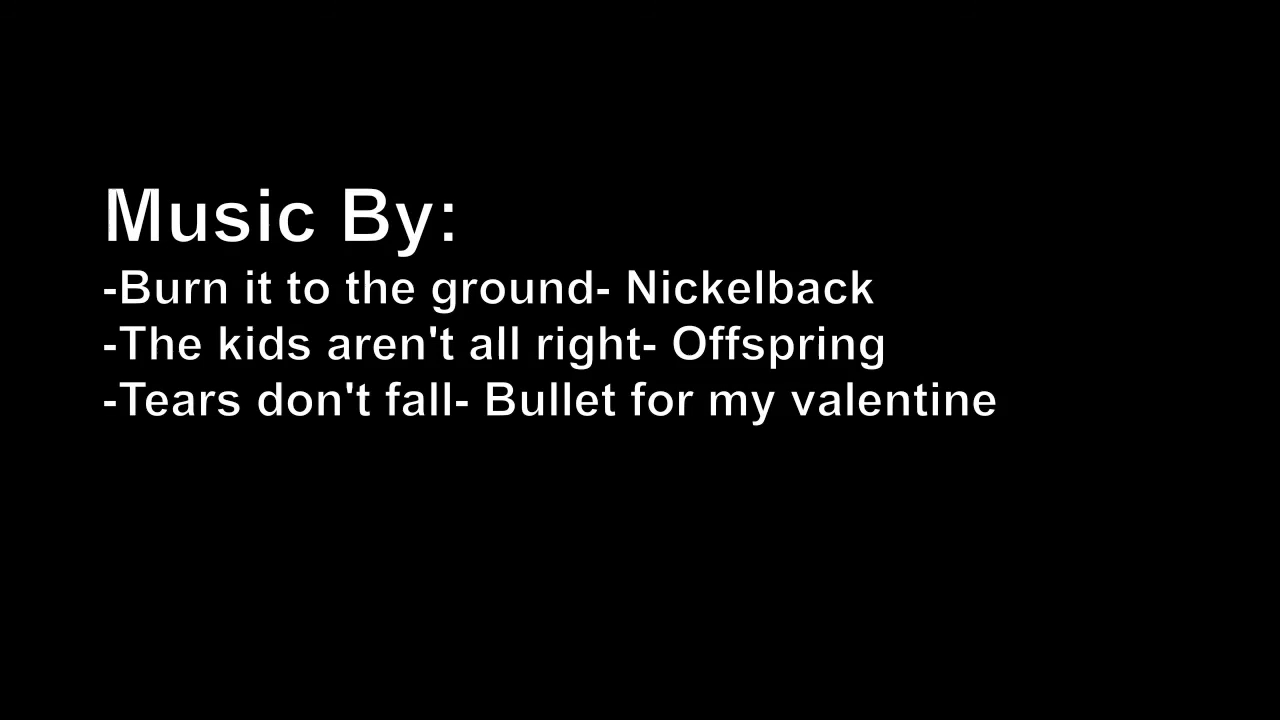 Music By:
-Burn it to the ground- Nickelback
-The kids aren't all right- Offspring
-Tears don't fall- Bullet for my valentine